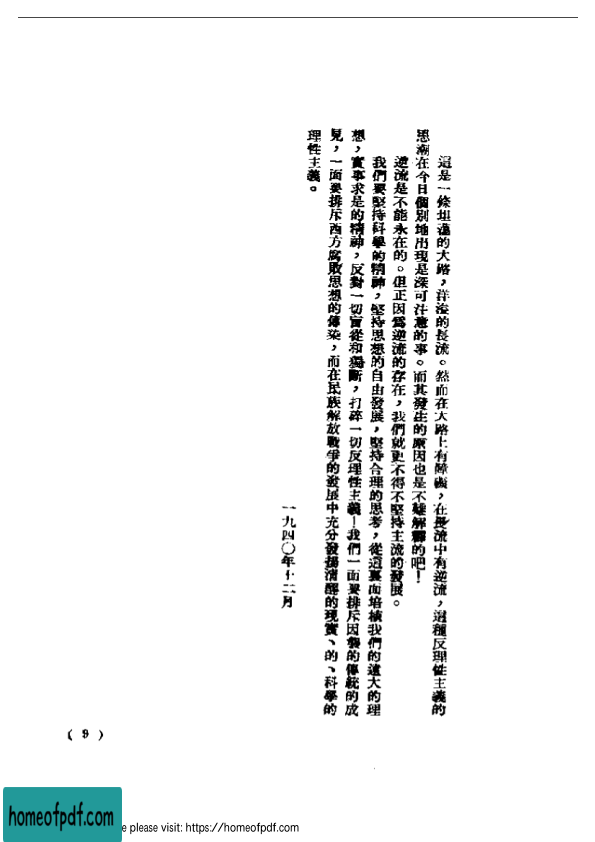 這是一條坦蕩的大路，洋溢的長流。然而在大路上有障礙，在長流中有逆流，這種反理性主義的
思潮在今日個別地出現是深可注意的事。而其發生的原因也是不難解釋的吧！
逆流是不能永在的。但正因爲逆流的存在，我們就更不得不堅持主流的發展。
我們要堅持科學的精神，堅持思想的自由發展，堅持合理的思考，從這裏面培植我們的遠大的理
想，實事求是的精神，反對一切盲從和獨斷，打碎一切反理性主義！我們一面要排斥因襲的傳統的成
見，一面要排斥西方腐敗思想的傳染，而在民族解放戰爭的發展中充分發揚清醒的現實、的、科學的
理性主義。
一九四〇年十二月
( 9 )
homeofpdf.com
e please visit: https://homeofpdf.com